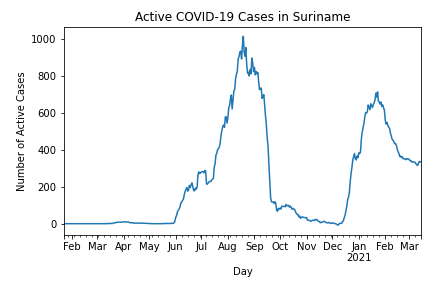 Active COVID-19 Cases in Suriname
Number of Active Cases
1000
800
600
400
200
0
Feb Mar Apr May Jun Jul Aug Sep Oct Nov Dec Jan Feb Mar
2021
Day